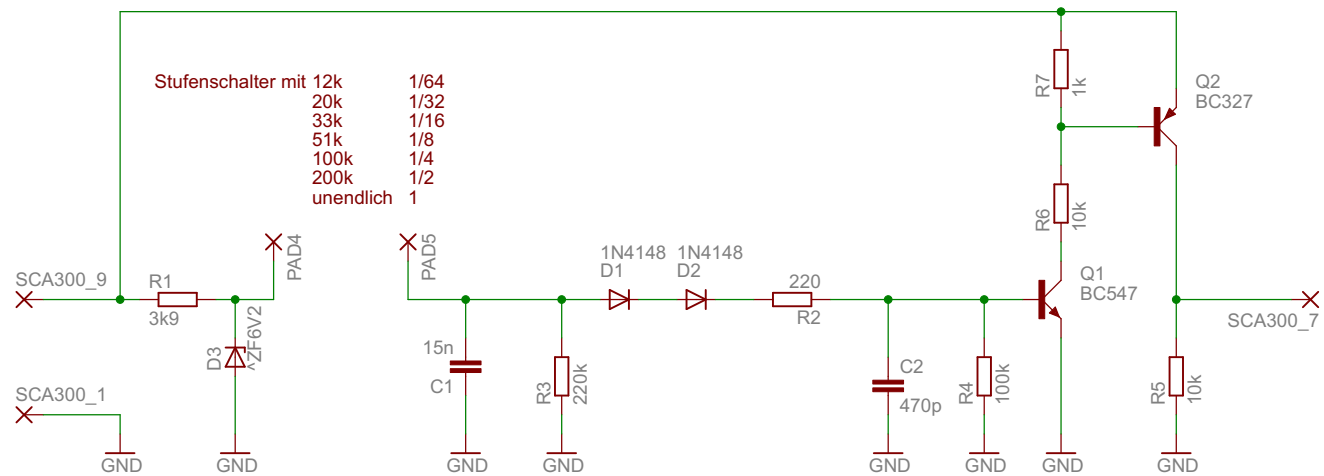 Stufenschalter mit 12k 1/64
20k 1/32
33k 1/16
51k 1/8
100k 1/4
200k 1/2
unendlich 1
R7
1k
Q2
BC327
PAD4
PAD5
R6
10k
1N4148
D1
1N4148
D2
SCA300_9
R1
3k9
220
R2
Q1
BC547
SCA300_7
D3
^ZF6V2
15n
C1
R3
220k
C2
470p
R4
100k
R5
10k
SCA300_1
GND
GND
GND
GND
GND
GND
GND
GND